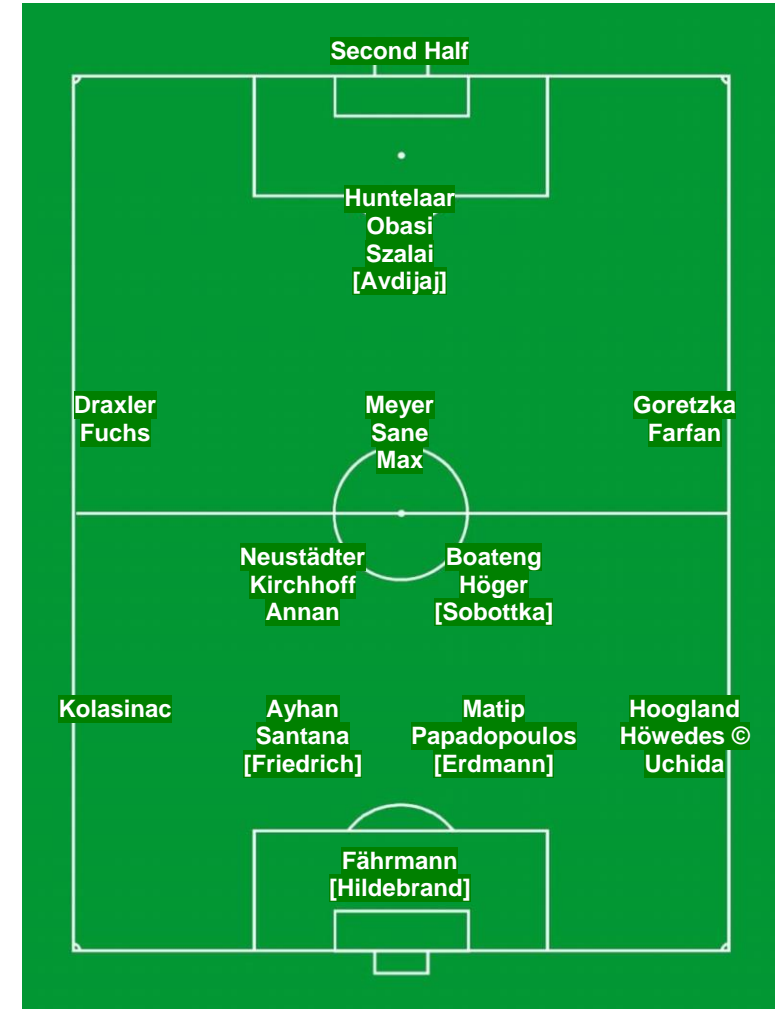 Second Half
Huntelaar
Obasi
Szalai
[Avdijaj]
Draxler
Fuchs
Meyer
Sane
Max
Goretzka
Farfan
Neustädter
Kirchhoff
Annan
Boateng
Höger
[Sobottka]
Kolasinac
Ayhan
Santana
[Friedrich]
Matip
Papadopoulos
[Erdmann]
Hoogland
Höwedes ©
Uchida
Fährmann
[Hildebrand]